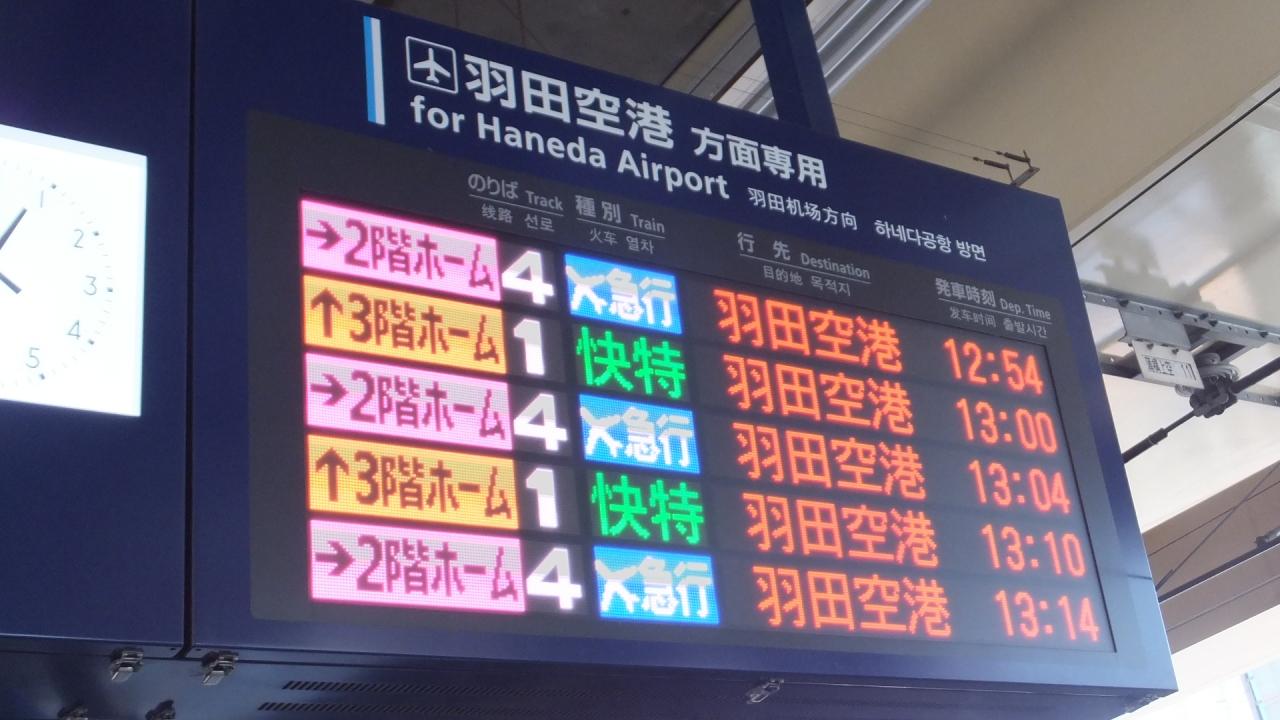 羽田空港 方面専用
for Haneda Airport 羽田机场方向 하네다공항 방면
のりば Track 種別 Train 行先 Destination 発車時刻 Dep. Time
线路 선로 火车 열차 目的地 목적지 发车时间 출발시간
→2階ホーム 4 急行 羽田空港 12:54
↑3階ホーム 1 快特 羽田空港 13:00
→2階ホーム 4 急行 羽田空港 13:04
↑3階ホーム 1 快特 羽田空港 13:10
→2階ホーム 4 急行 羽田空港 13:14
1
2
3
4
5